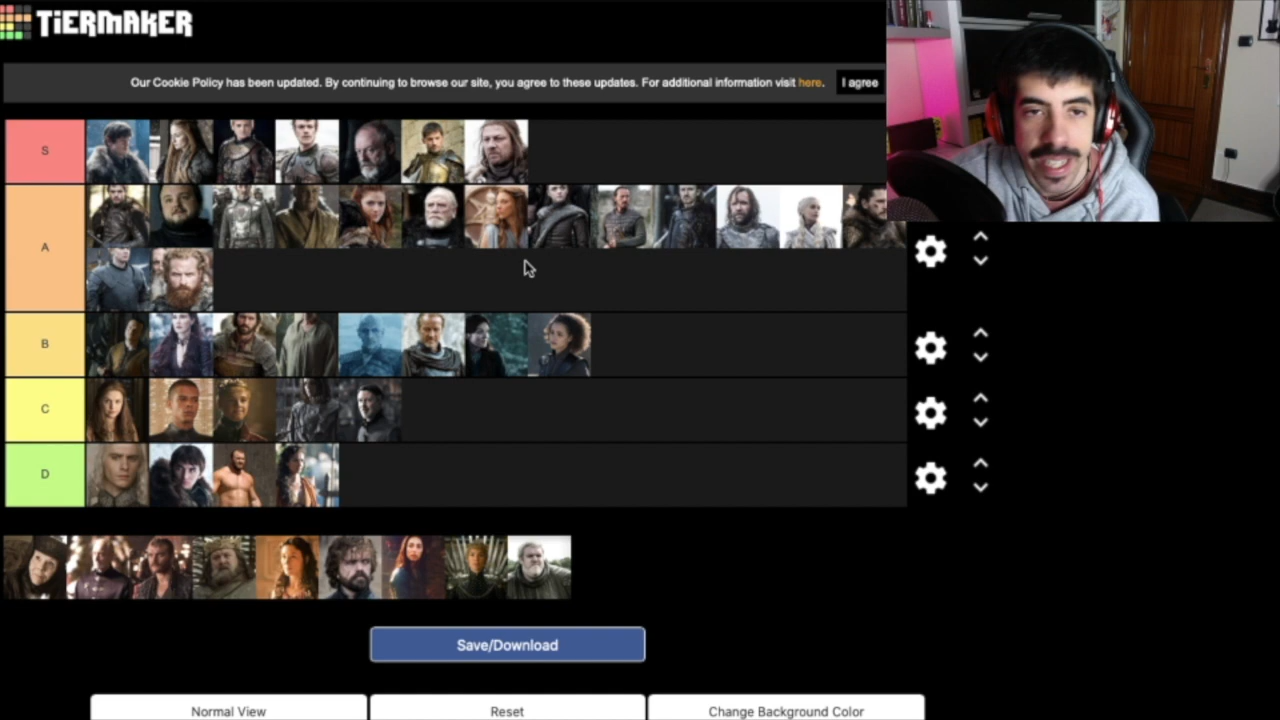 TiERMAKER
Our Cookie Policy has been updated. By continuing to browse our site, you agree to these updates. For additional information visit here.
I agree
S
A
B
C
D
Save/Download
Normal View
Reset
Change Background Color